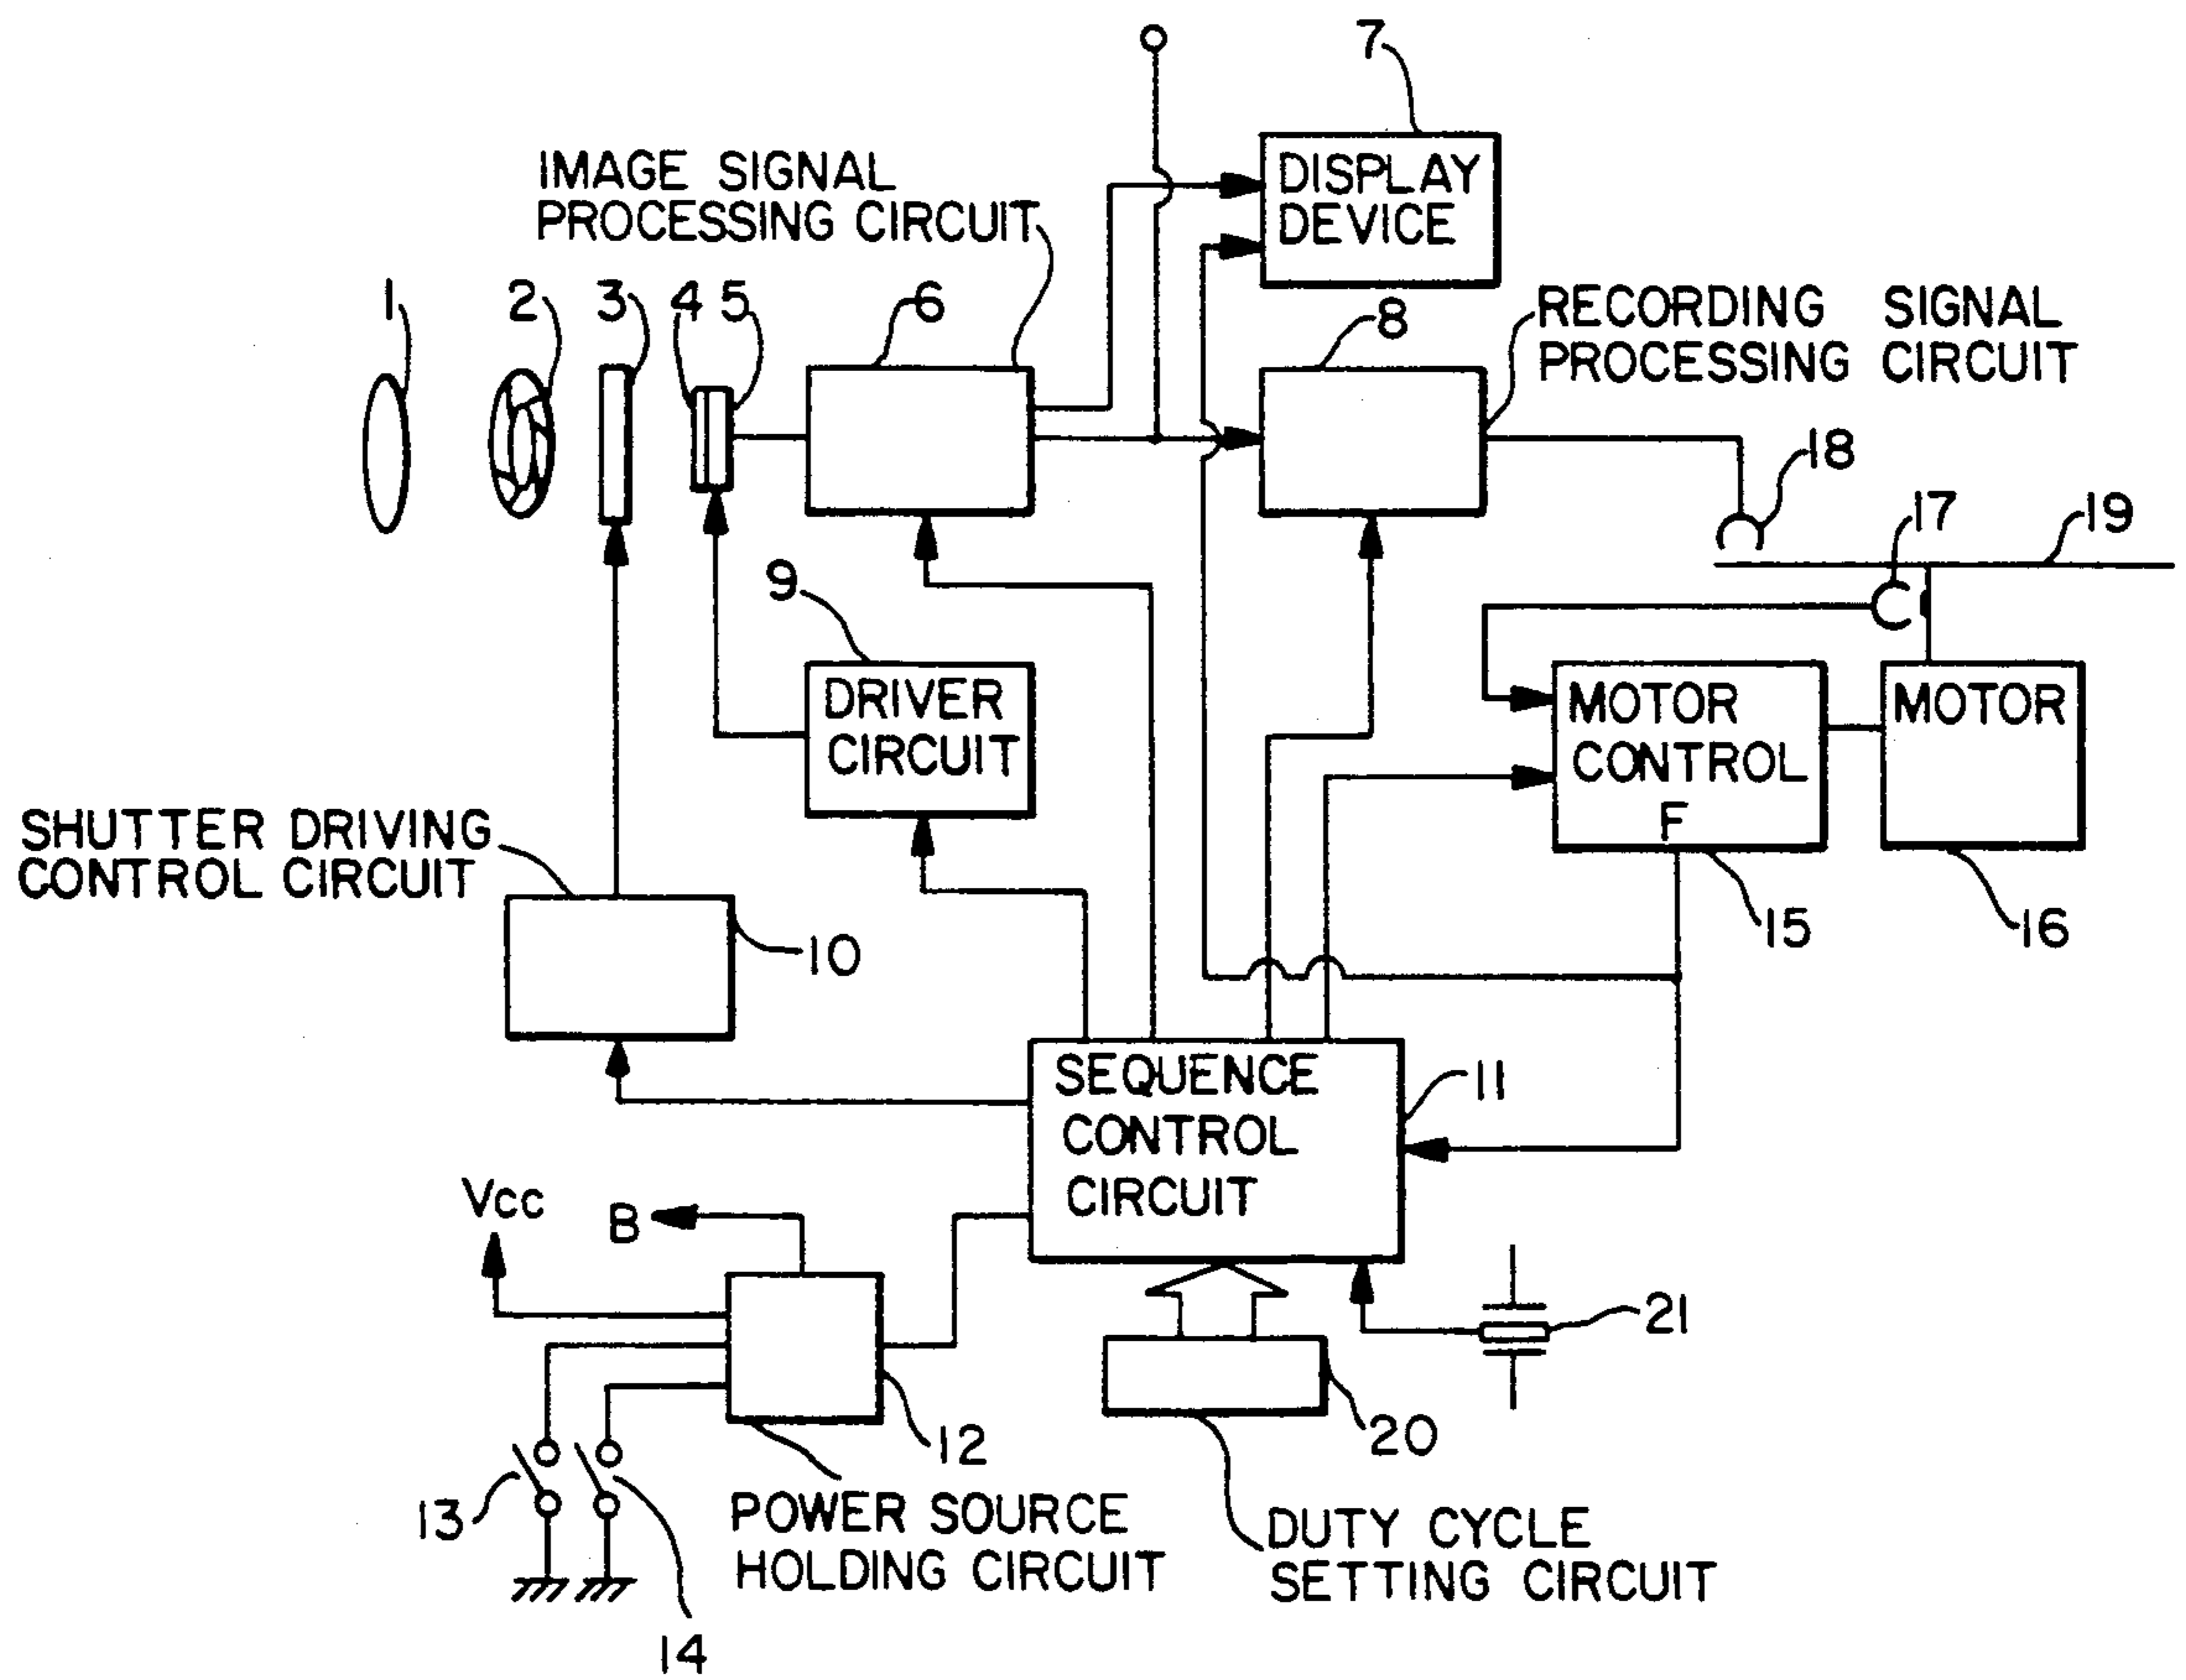 7
IMAGE SIGNAL
PROCESSING CIRCUIT
DISPLAY
DEVICE
1
2
3
4
5
6
8
RECORDING SIGNAL
PROCESSING CIRCUIT
18
17
19
9
DRIVER
CIRCUIT
MOTOR
CONTROL
F
MOTOR
SHUTTER DRIVING
CONTROL CIRCUIT
10
15
16
SEQUENCE
CONTROL
CIRCUIT
11
Vcc
B
21
12
20
13
POWER SOURCE
HOLDING CIRCUIT
DUTY CYCLE
SETTING CIRCUIT
14